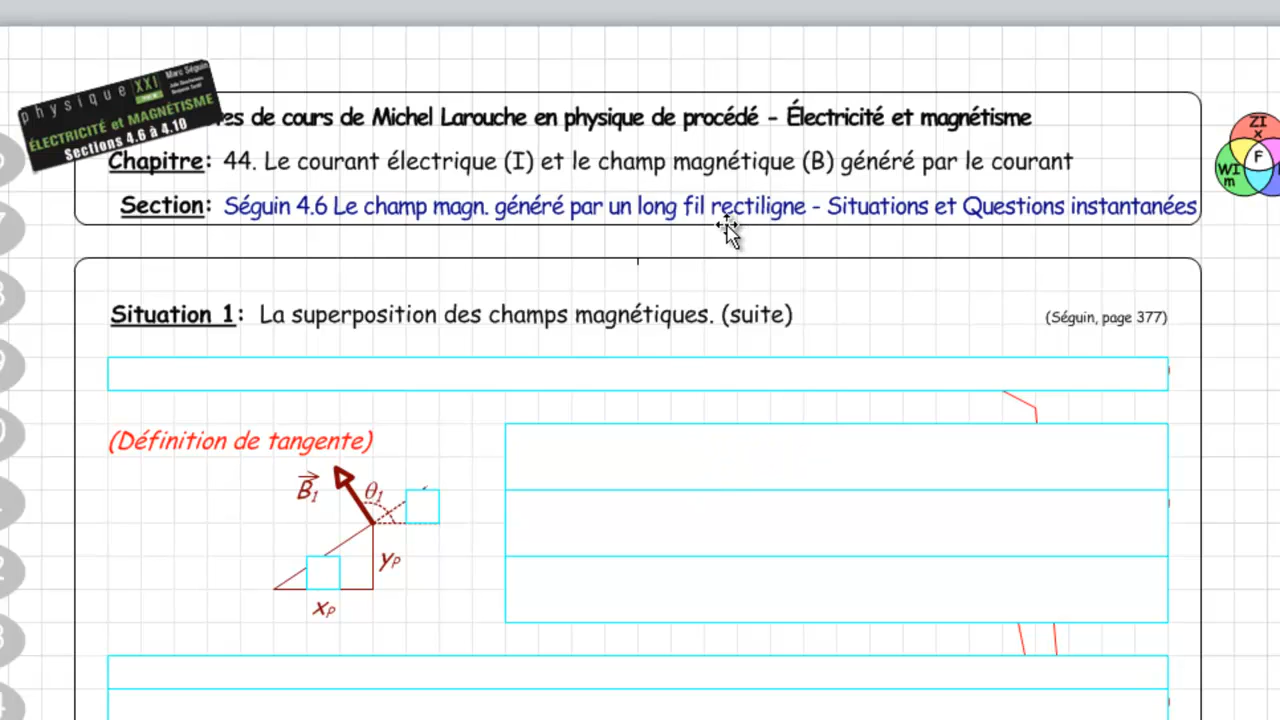 physique XXI
Marc Séguin
ÉLECTRICITÉ et MAGNÉTISME
Sections 4.6 à 4.10
es de cours de Michel Larouche en physique de procédé - Électricité et magnétisme
Chapitre: 44. Le courant électrique (I) et le champ magnétique (B) généré par le courant
Section: Séguin 4.6 Le champ magn. généré par un long fil rectiligne - Situations et Questions instantanées
ZI
x
F
WI
m
Situation 1: La superposition des champs magnétiques. (suite) (Séguin, page 377)
(Définition de tangente)
B₁ θ₁
yP
xP